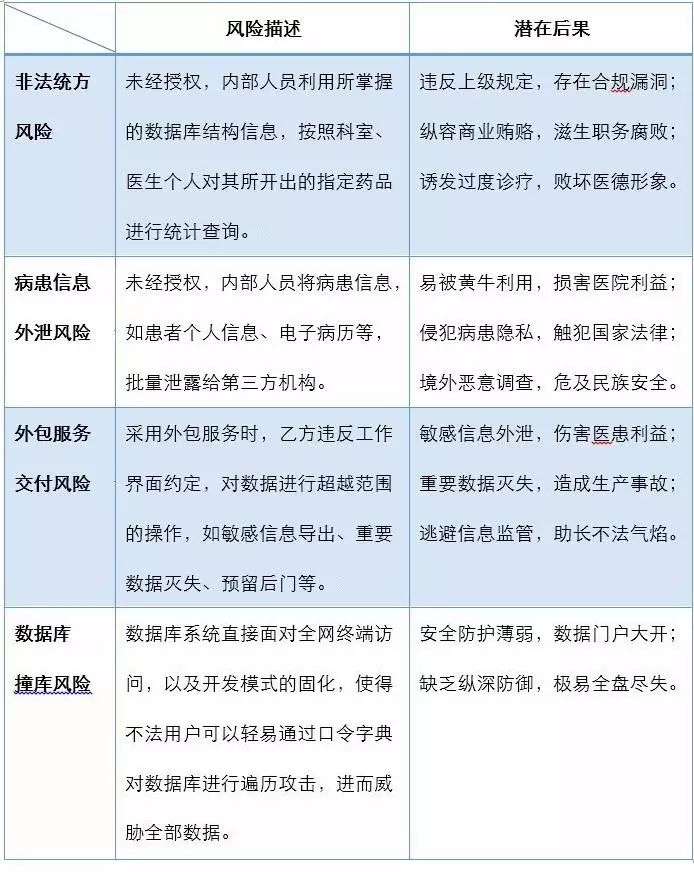 风险描述
潜在后果
非法统方
风险
未经授权，内部人员利用所掌握
的数据库结构信息，按照科室、
医生个人对其所开出的指定药品
进行统计查询。
违反上级规定，存在合规漏洞；
纵容商业贿赂，滋生职务腐败；
诱发过度诊疗，败坏医德形象。
病患信息
外泄风险
未经授权，内部人员将病患信息，
如患者个人信息、电子病历等，
批量泄露给第三方机构。
易被黄牛利用，损害医院利益；
侵犯病患隐私，触犯国家法律；
境外恶意调查，危及民族安全。
外包服务
交付风险
采用外包服务时，乙方违反工作
界面约定，对数据进行超越范围
的操作，如敏感信息导出、重要
数据灭失、预留后门等。
敏感信息外泄，伤害医患利益；
重要数据灭失，造成生产事故；
逃避信息监管，助长不法气焰。
数据库
撞库风险
数据库系统直接面对全网终端访
问，以及开发模式的固化，使得
不法用户可以轻易通过口令字典
对数据库进行遍历攻击，进而威
胁全部数据。
安全防护薄弱，数据门户大开；
缺乏纵深防御，极易全盘尽失。